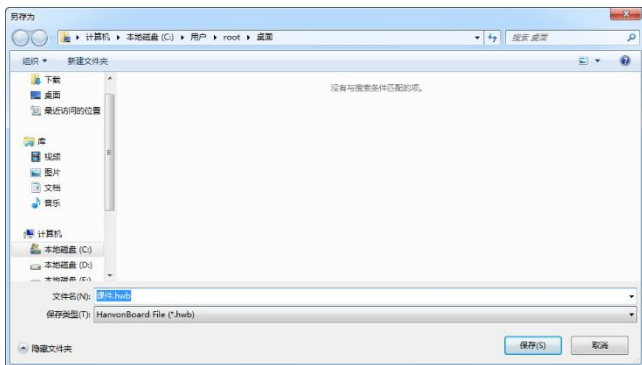 另存为
计算机 ▸ 本地磁盘 (C:) ▸ 用户 ▸ root ▸ 桌面
搜索 桌面
组织 ▼ 新建文件夹
下载
桌面
最近访问的位置
没有与搜索条件匹配的项。
库
视频
图片
文档
音乐
计算机
本地磁盘 (C:)
本地磁盘 (D:)
本地磁盘 (E:)
文件名(N): 课件.hwb
保存类型(T): HanvonBoard File (*.hwb)
隐藏文件夹
保存(S) 取消